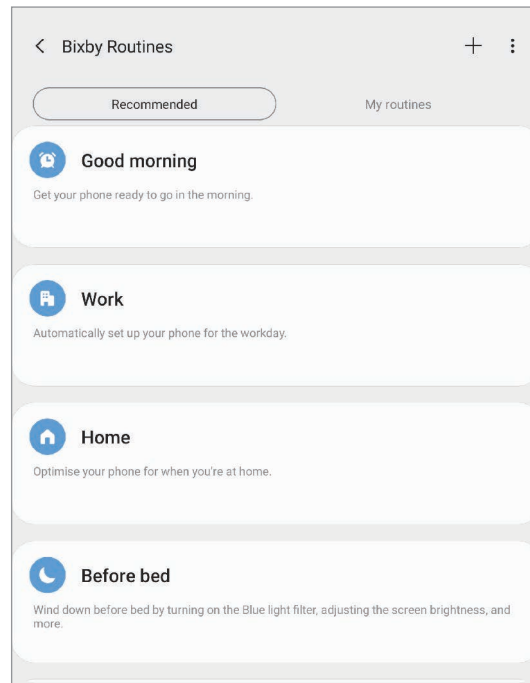 Bixby Routines
Recommended
My routines
Good morning
Get your phone ready to go in the morning.
Work
Automatically set up your phone for the workday.
Home
Optimise your phone for when you're at home.
Before bed
Wind down before bed by turning on the Blue light filter, adjusting the screen brightness, and
more.